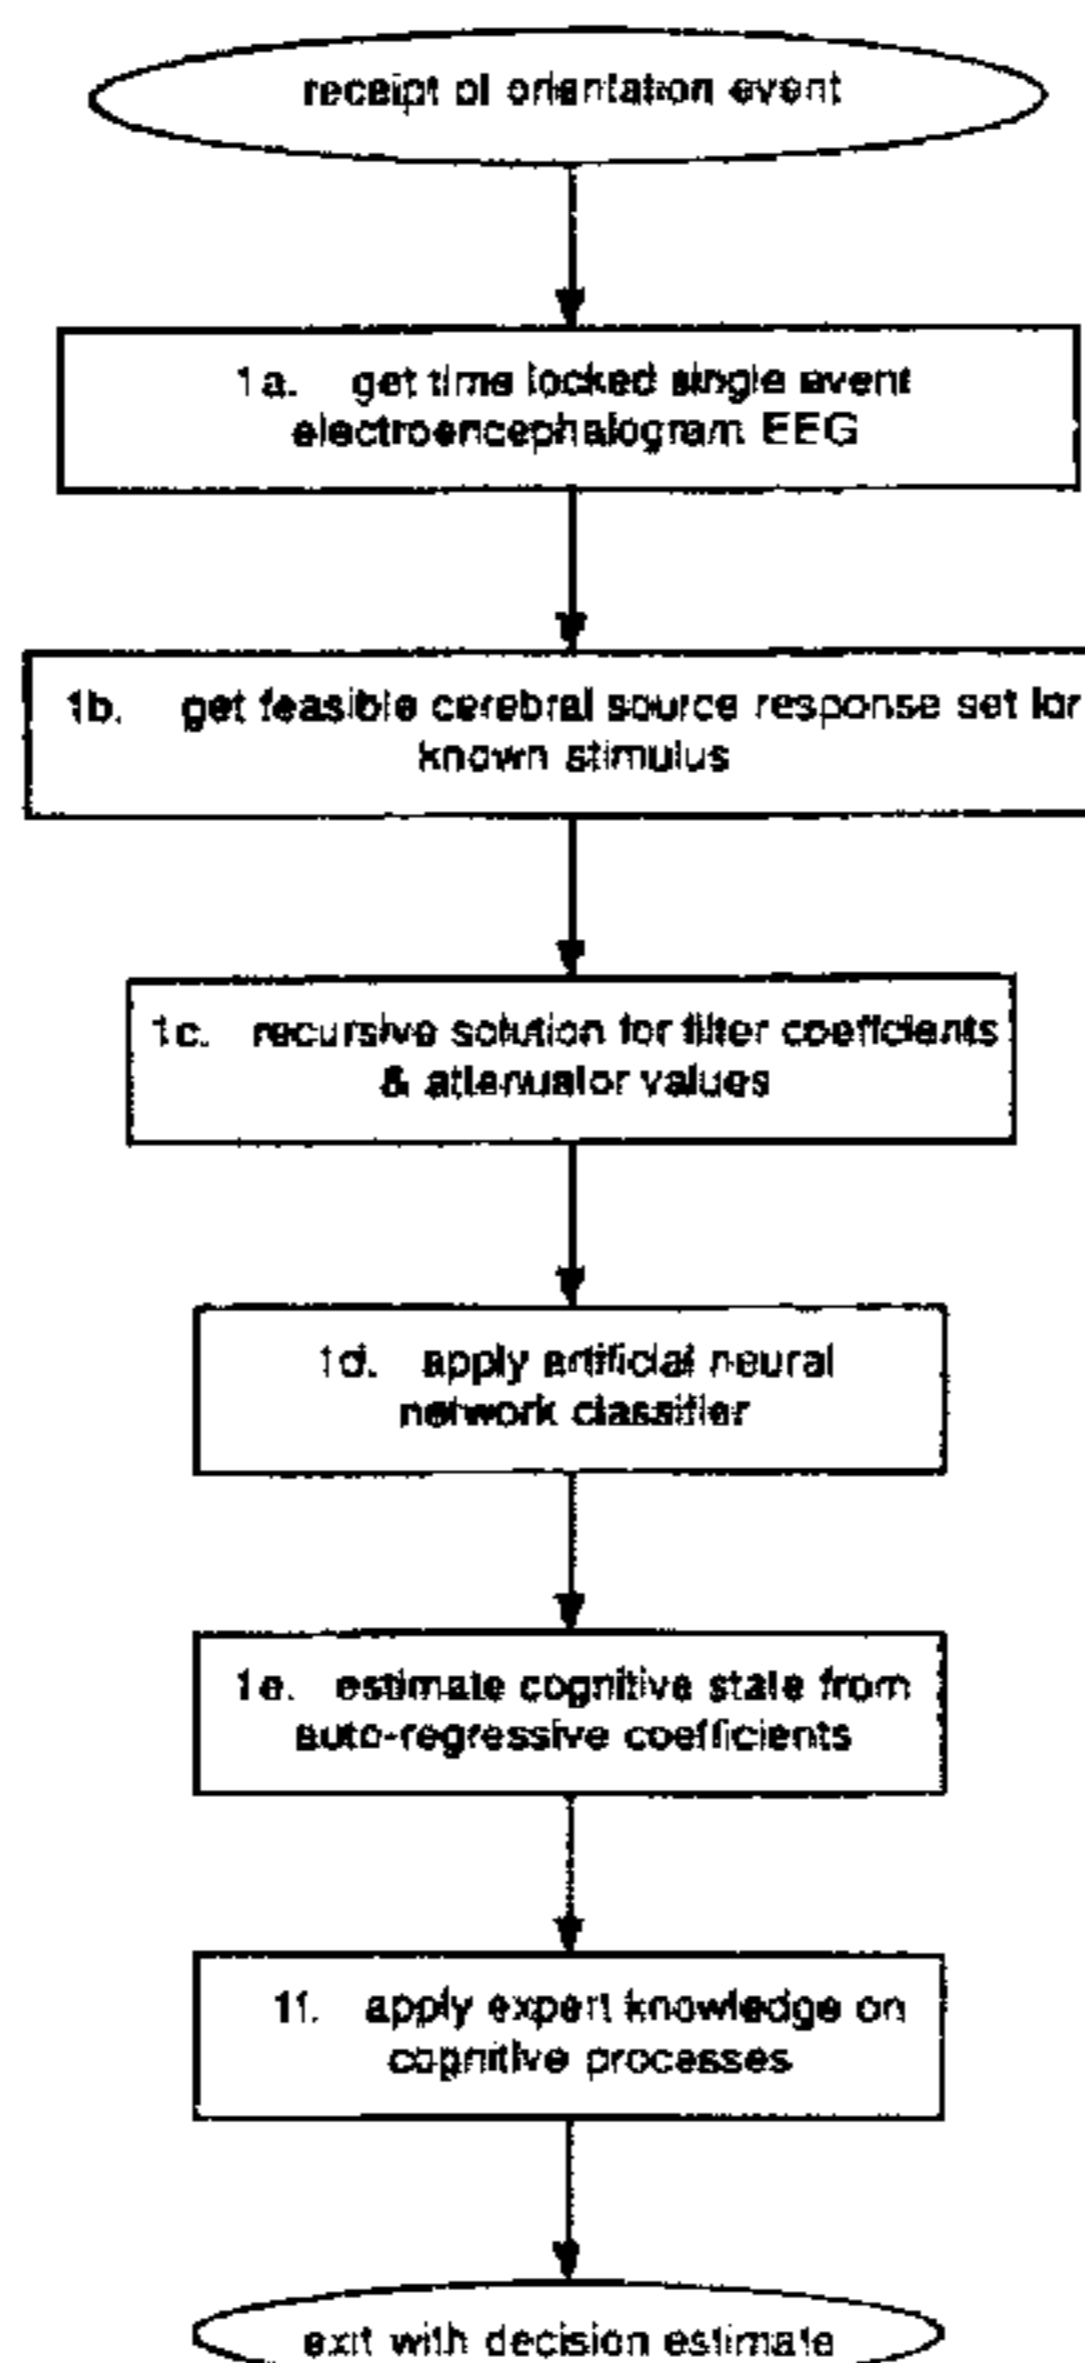 receipt of orientation event
1a. get time locked single event
electroencephalogram EEG
1b. get feasible cerebral source response set for
known stimulus
1c. recursive solution for filter coefficients
& attenuator values
1d. apply artificial neural
network classifier
1e. estimate cognitive state from
auto-regressive coefficients
1f. apply expert knowledge on
cognitive processes
exit with decision estimate